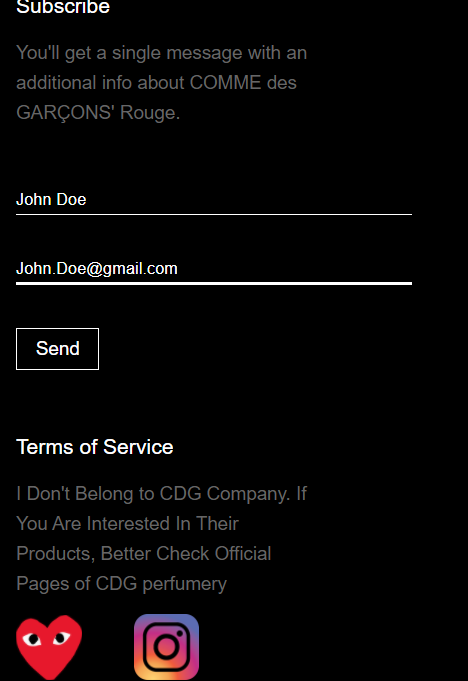 Subscribe
You'll get a single message with an
additional info about COMME des
GARÇONS' Rouge.
John Doe
John.Doe@gmail.com
Send
Terms of Service
I Don't Belong to CDG Company. If
You Are Interested In Their
Products, Better Check Official
Pages of CDG perfumery